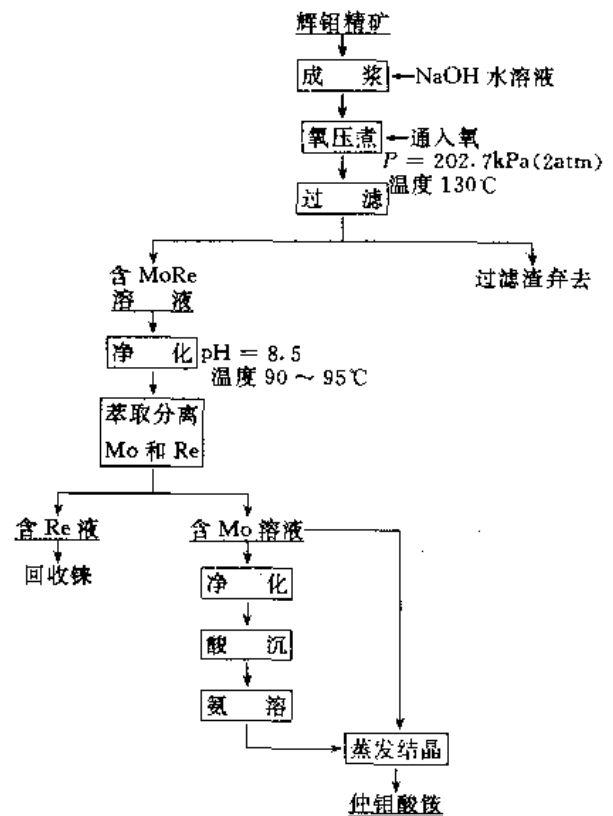 辉钼精矿
成 浆
NaOH 水溶液
氧压煮
通入氧
P = 202.7kPa(2atm)
温度 130℃
过 滤
含 MoRe
溶 液
过滤渣弃去
净 化
pH = 8.5
温度 90 ～ 95℃
萃取分离
Mo 和 Re
含 Re 液
含 Mo 溶液
回收铼
净 化
酸 沉
氨 溶
蒸发结晶
仲钼酸铵